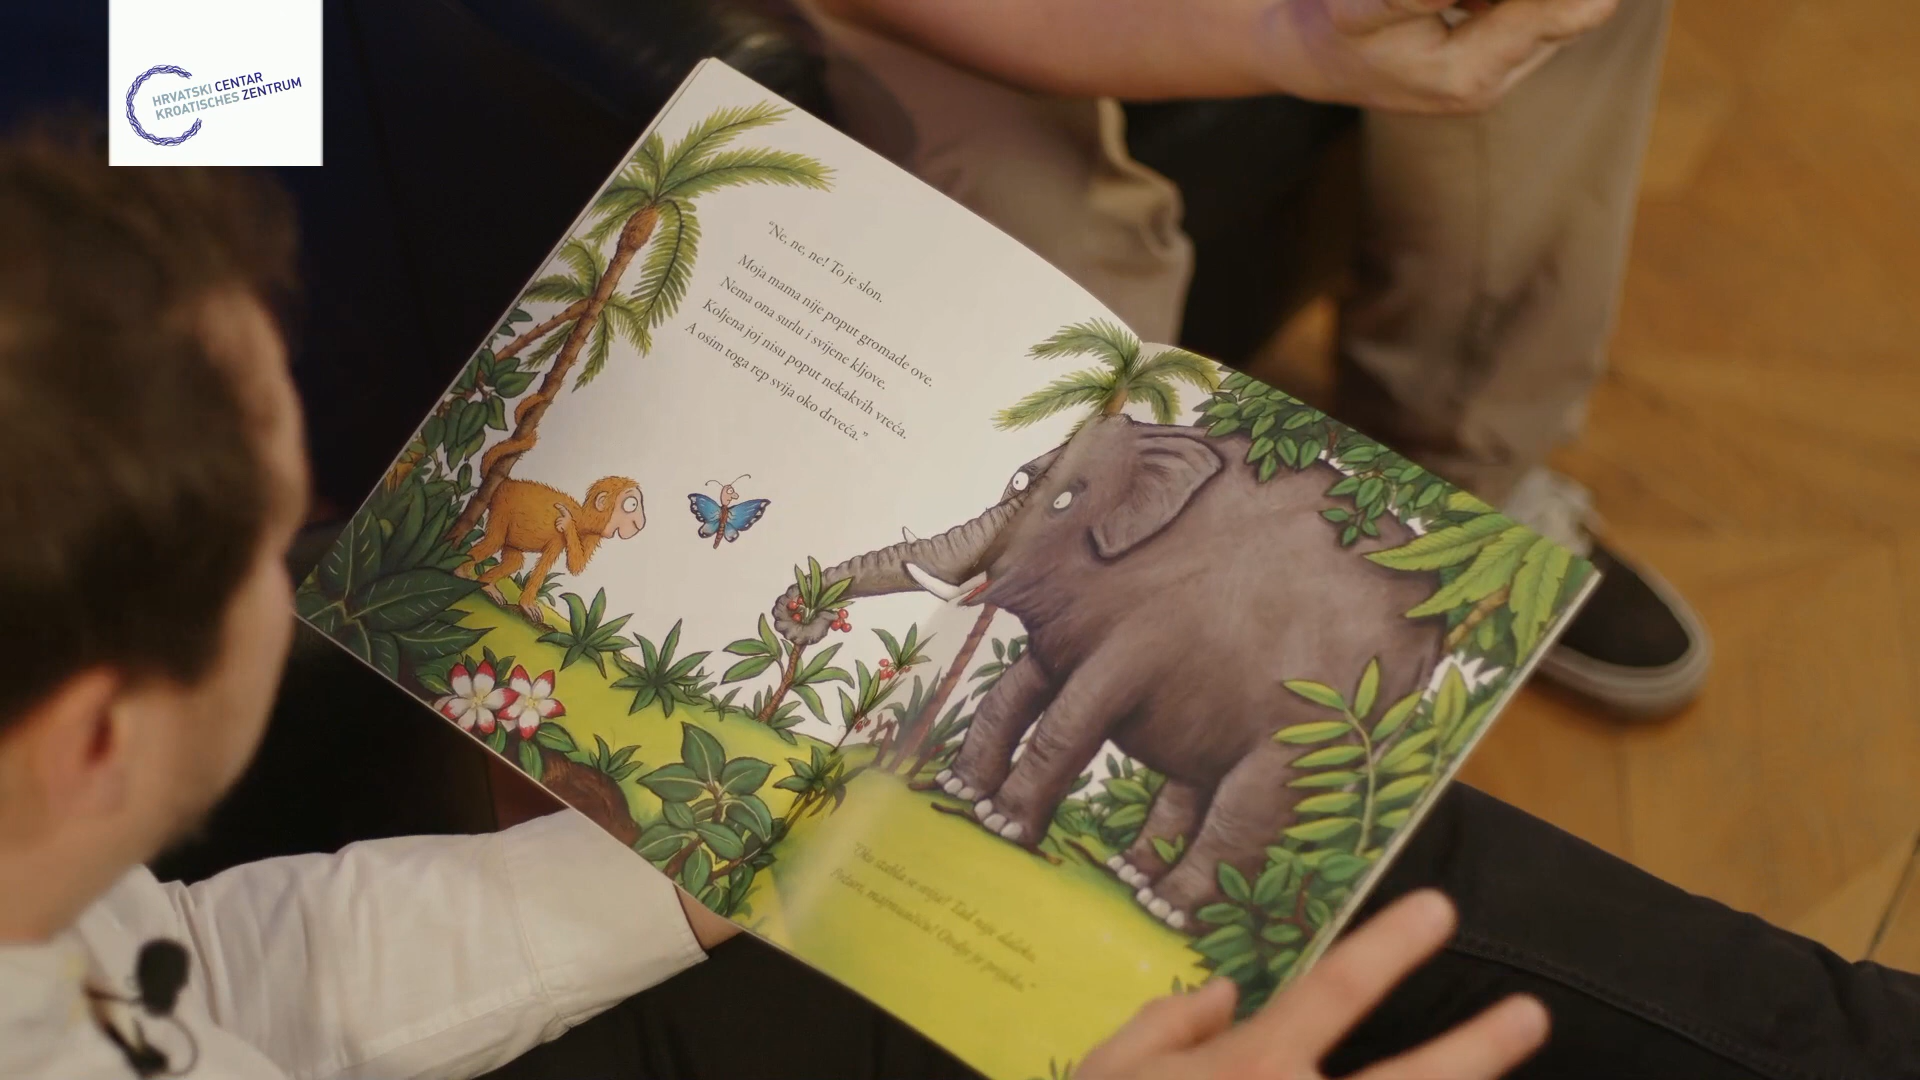 HRVATSKI CENTAR
KROATISCHES ZENTRUM
“Ne, ne, ne! To je slon.
Moja mama nije poput gromade ove.
Nema ona surlu i svijene kljove.
Koljena joj nisu poput nekakvih vreća.
A osim toga rep svija oko drveća.”